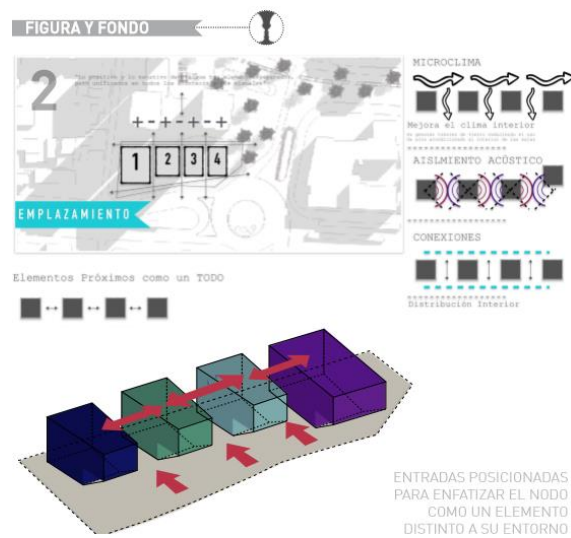 FIGURA Y FONDO
2
+-+-+-+
1 2 3 4
EMPLAZAMIENTO
MICROCLIMA
Mejora el clima interior
AISLMIENTO ACÚSTICO
CONEXIONES
Distribución Interior
Elementos Próximos como un TODO
ENTRADAS POSICIONADAS
PARA ENFATIZAR EL NODO
COMO UN ELEMENTO
DISTINTO A SU ENTORNO